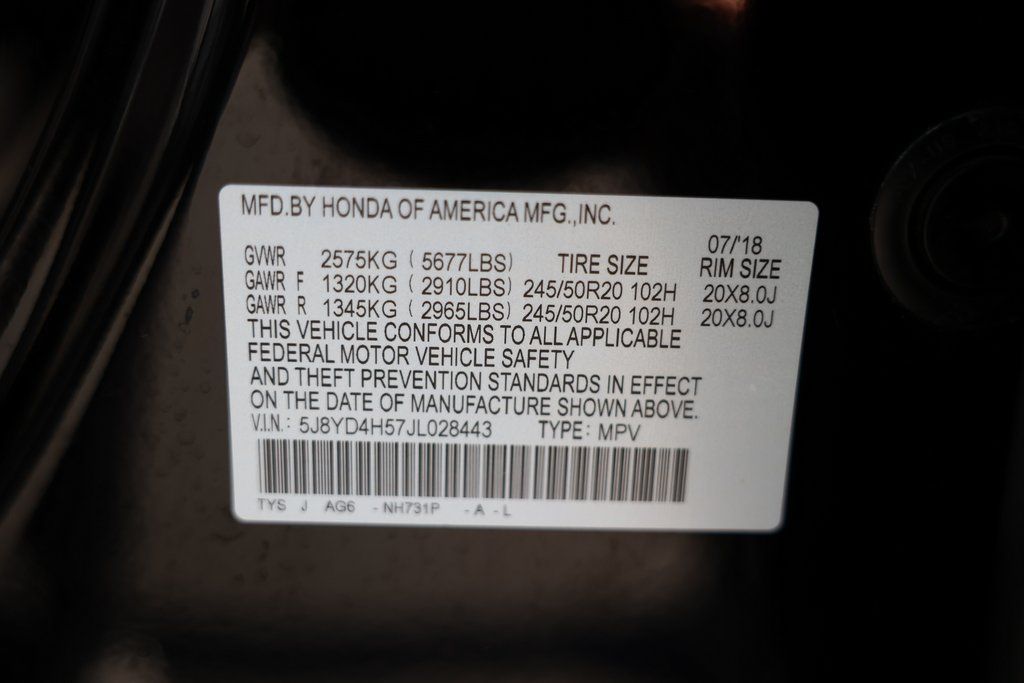 MFD.BY HONDA OF AMERICA MFG.,INC.
07/'18
GVWR 2575KG ( 5677LBS) TIRE SIZE RIM SIZE
GAWR F 1320KG ( 2910LBS) 245/50R20 102H 20X8.0J
GAWR R 1345KG ( 2965LBS) 245/50R20 102H 20X8.0J
THIS VEHICLE CONFORMS TO ALL APPLICABLE
FEDERAL MOTOR VEHICLE SAFETY
AND THEFT PREVENTION STANDARDS IN EFFECT
ON THE DATE OF MANUFACTURE SHOWN ABOVE.
V.I.N.: 5J8YD4H57JL028443 TYPE: MPV
TYS J AG6 - NH731P - A - L